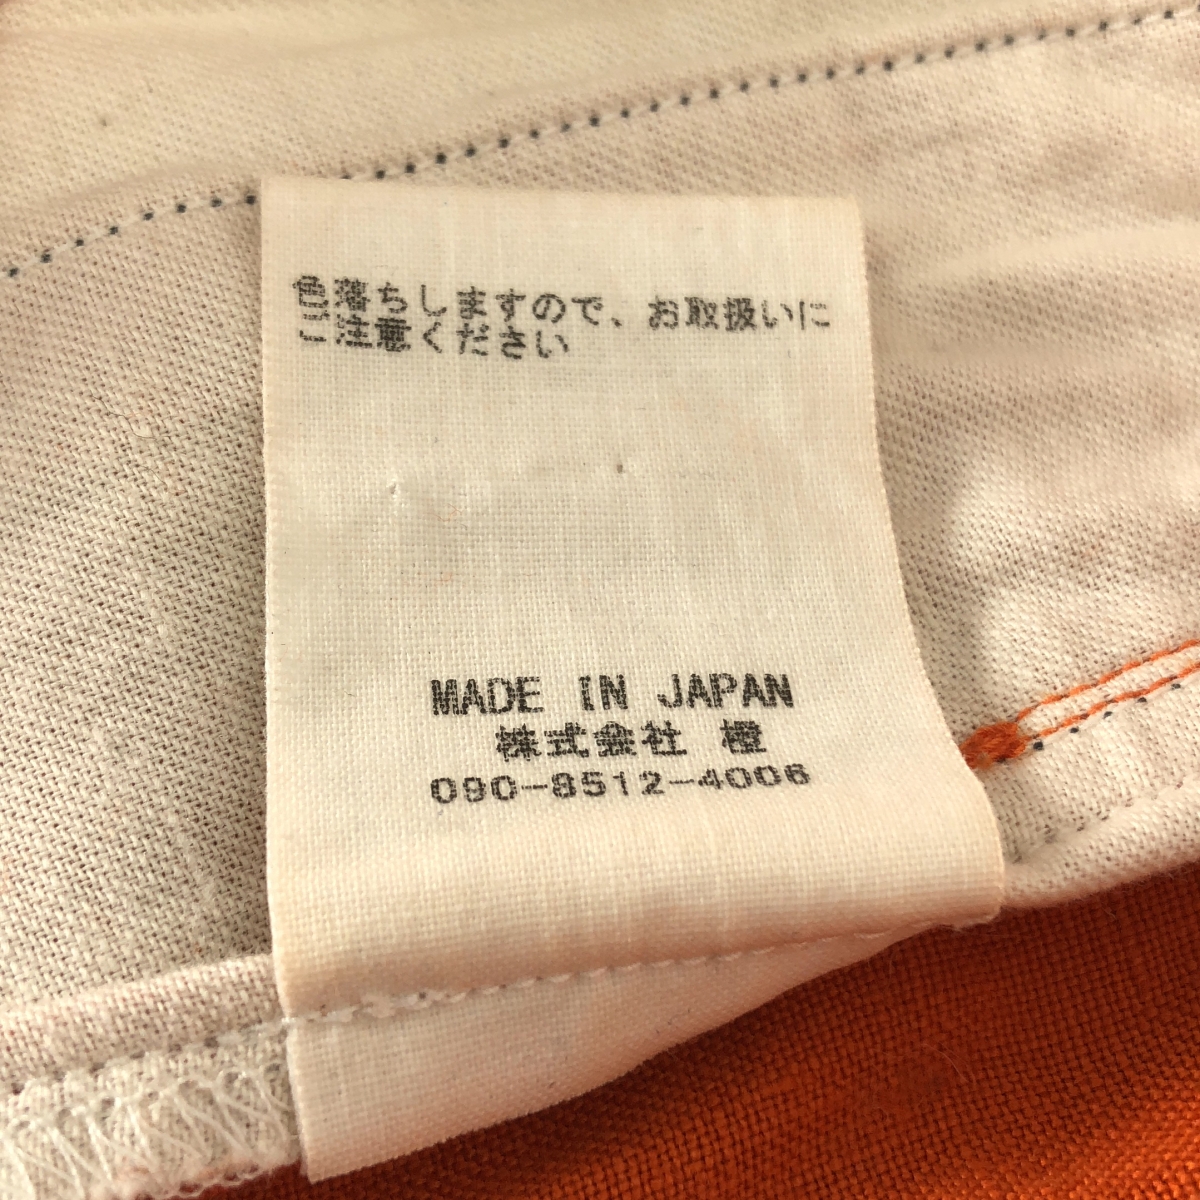 色落ちしますので、お取扱いに
ご注意ください
MADE IN JAPAN
株式会社 橙
090-8512-4006